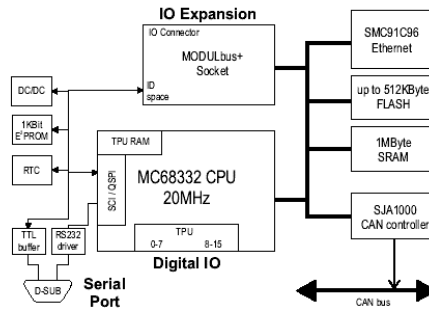 IO Expansion
IO Connector
MODULbus+
Socket
ID
space
SMC91C96
Ethernet
DC/DC
up to 512KByte
FLASH
1KBit
E²PROM
TPU RAM
MC68332 CPU
20MHz
1MByte
SRAM
RTC
SCI / QSPI
SJA1000
CAN controller
TPU
0-7 8-15
TTL
buffer
RS232
driver
Digital IO
Serial
Port
D-SUB
CAN bus